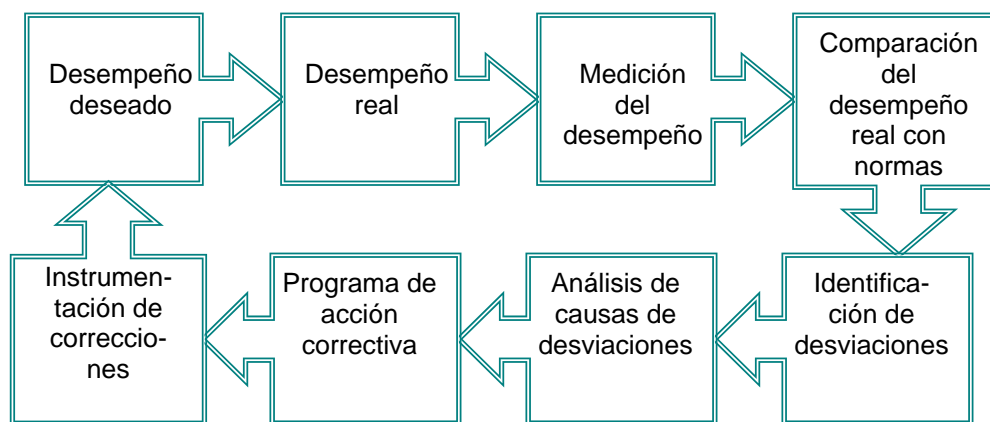 Desempeño
deseado
Desempeño
real
Medición
del
desempeño
Comparación
del
desempeño
real con
normas
Identifica-
ción de
desviaciones
Análisis de
causas de
desviaciones
Programa de
acción
correctiva
Instrumen-
tación de
correccio-
nes